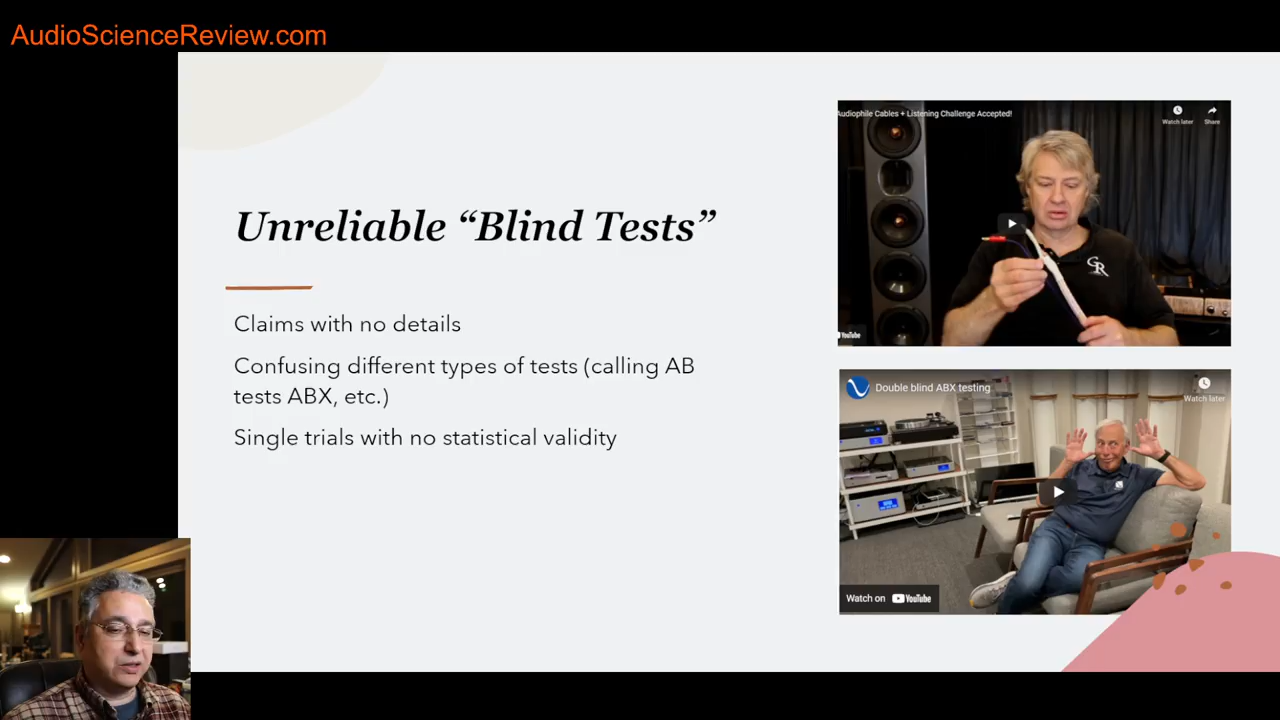 AudioScienceReview.com
Audiophile Cables + Listening Challenge Accepted!
Watch later
Share
Unreliable “Blind Tests”
GR
Claims with no details
YouTube
Confusing different types of tests (calling AB
tests ABX, etc.)
Double blind ABX testing
Watch later
Single trials with no statistical validity
Watch on YouTube